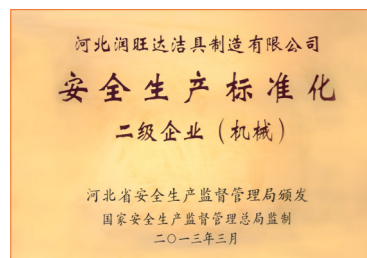 河北润旺达洁具制造有限公司
安全生产标准化
二级企业（机械）
河北省安全生产监督管理局颁发
国家安全生产监督管理总局监制
二〇一三年三月